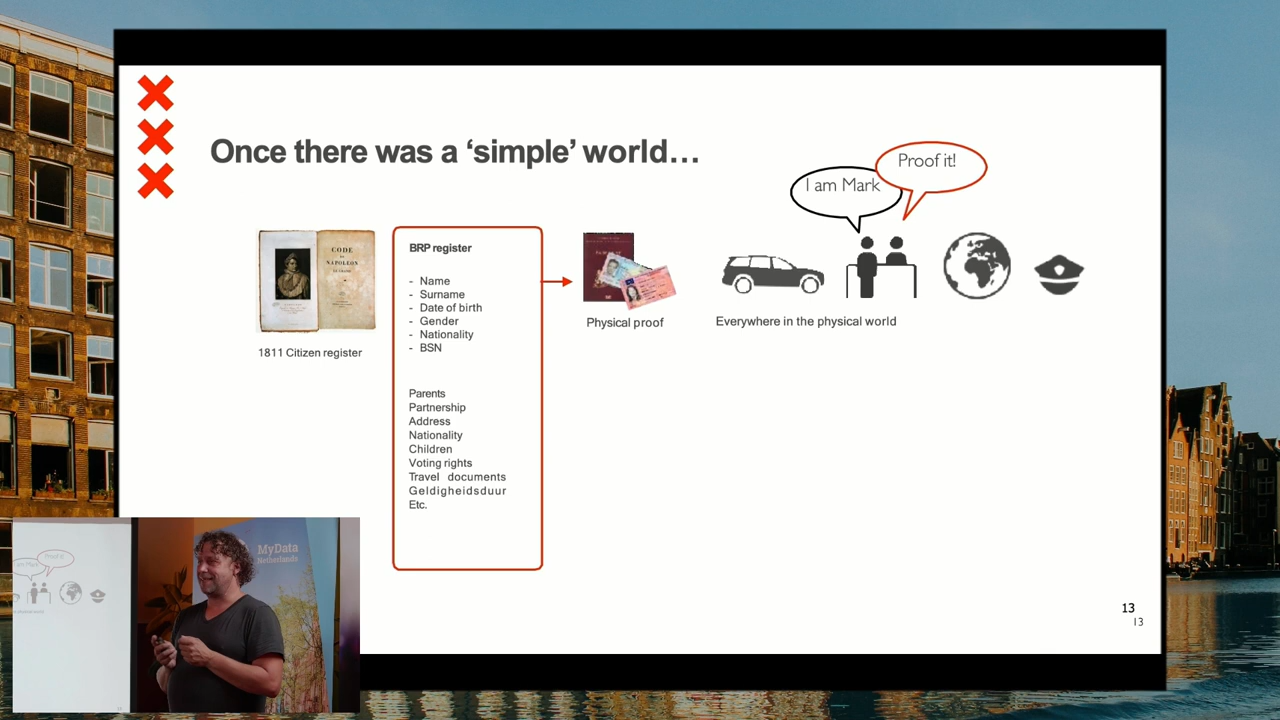 Once there was a ‘simple’ world…
I am Mark
Proof it!
CODE
NAPOLEON
1811 Citizen register
BRP register
- Name
- Surname
- Date of birth
- Gender
- Nationality
- BSN
Parents
Partnership
Address
Nationality
Children
Voting rights
Travel documents
Geldigheidsduur
Etc.
Physical proof
Everywhere in the physical world
MyData
Netherlands
13
13